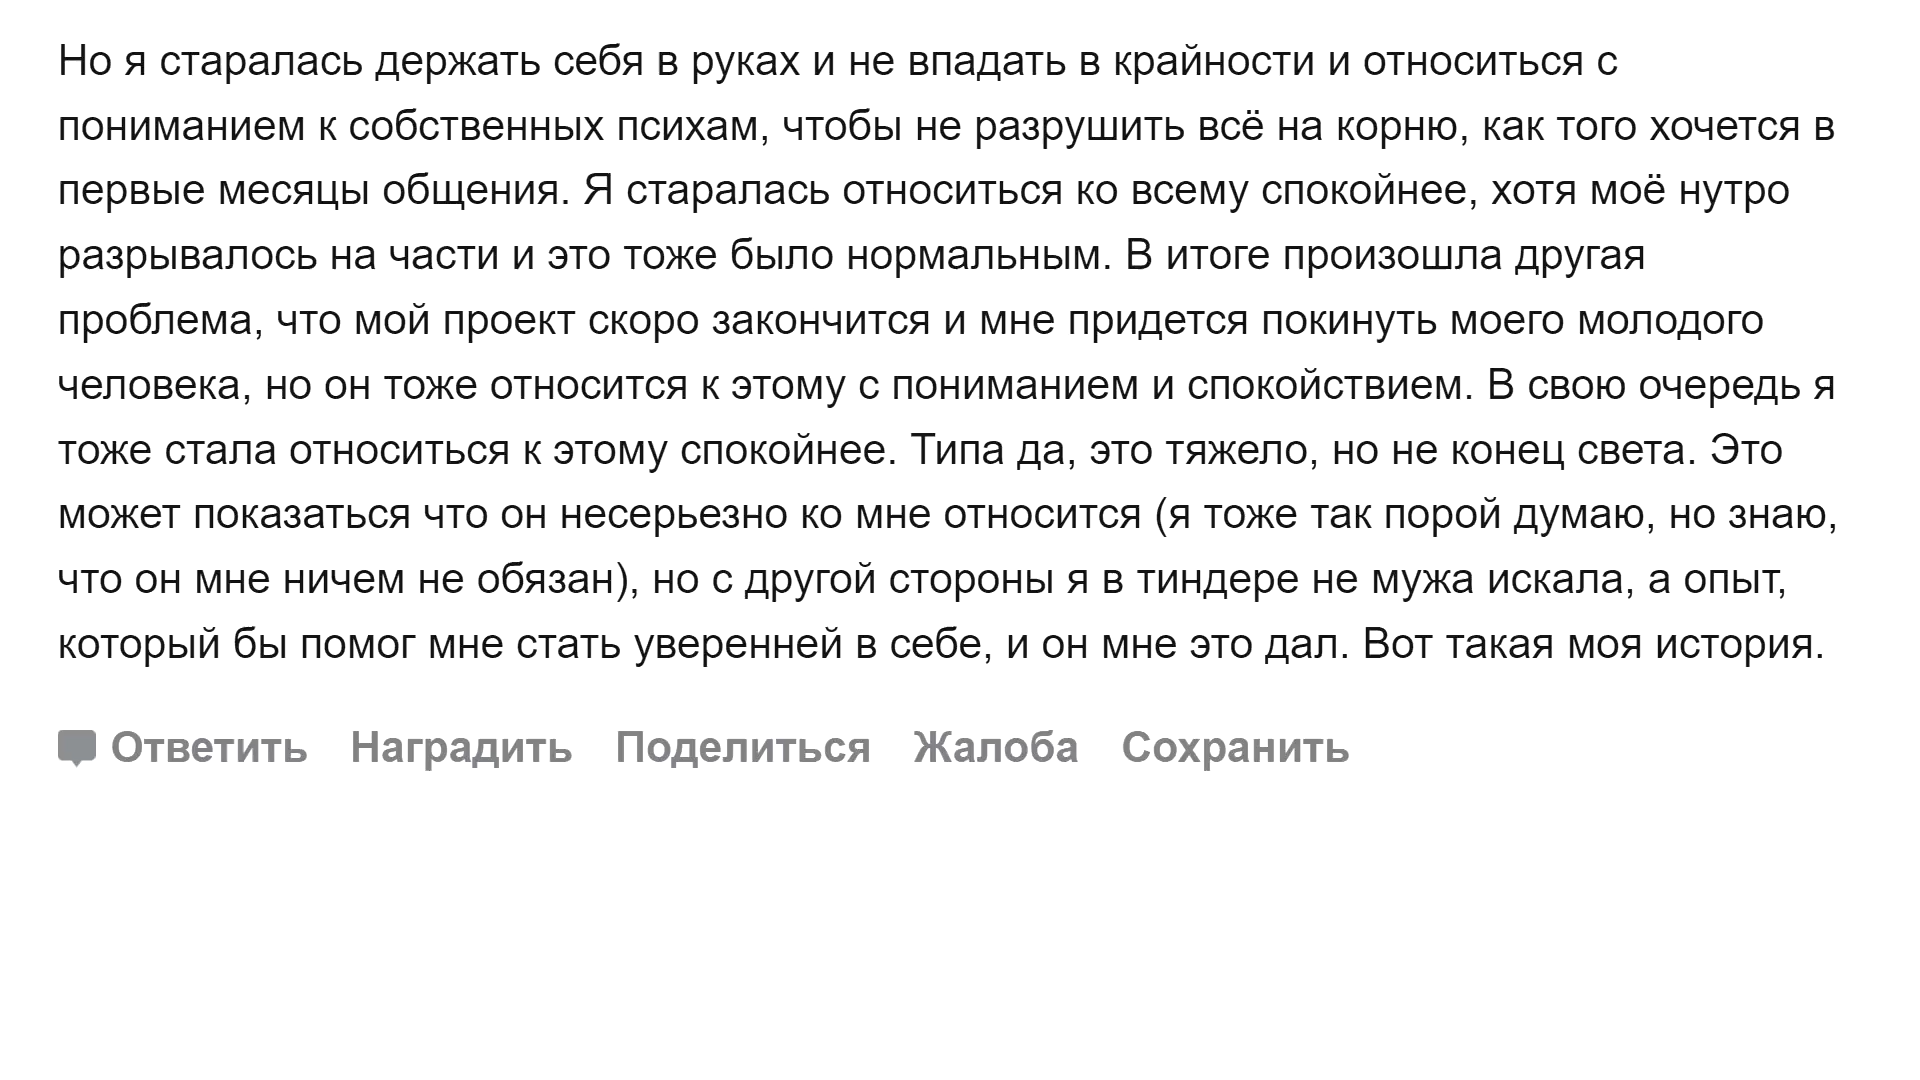 Но я старалась держать себя в руках и не впадать в крайности и относиться с
пониманием к собственных психам, чтобы не разрушить всё на корню, как того хочется в
первые месяцы общения. Я старалась относиться ко всему спокойнее, хотя моё нутро
разрывалось на части и это тоже было нормальным. В итоге произошла другая
проблема, что мой проект скоро закончится и мне придется покинуть моего молодого
человека, но он тоже относится к этому с пониманием и спокойствием. В свою очередь я
тоже стала относиться к этому спокойнее. Типа да, это тяжело, но не конец света. Это
может показаться что он несерьезно ко мне относится (я тоже так порой думаю, но знаю,
что он мне ничем не обязан), но с другой стороны я в тиндере не мужа искала, а опыт,
который бы помог мне стать уверенней в себе, и он мне это дал. Вот такая моя история.
Ответить Наградить Поделиться Жалоба Сохранить